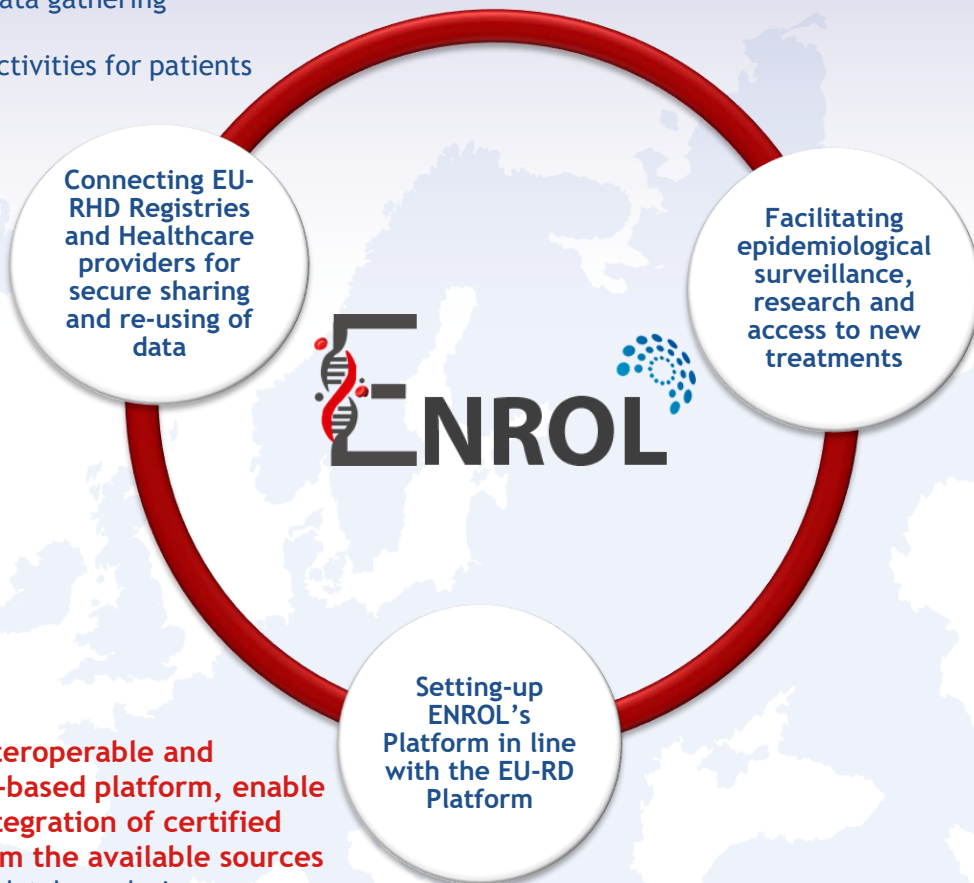 ata gathering
ctivities for patients
Connecting EU-
RHD Registries
and Healthcare
providers for
secure sharing
and re-using of
data
Facilitating
epidemiological
surveillance,
research and
access to new
treatments
ENROL
Setting-up
ENROL’s
Platform in line
with the EU-RD
Platform
teroperable and
-based platform, enable
tegration of certified
m the available sources